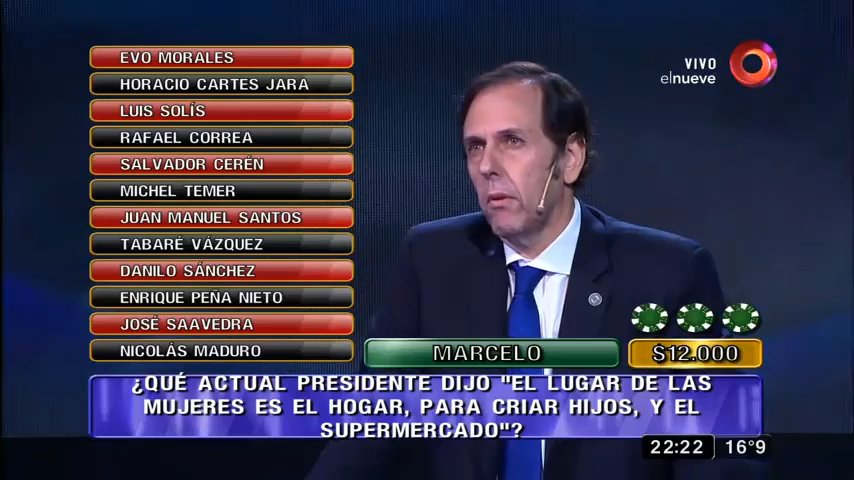 EVO MORALES
HORACIO CARTES JARA
LUIS SOLÍS
RAFAEL CORREA
SALVADOR CERÉN
MICHEL TEMER
JUAN MANUEL SANTOS
TABARÉ VÁZQUEZ
DANILO SÁNCHEZ
ENRIQUE PEÑA NIETO
JOSÉ SAAVEDRA
NICOLÁS MADURO
VIVO
elnueve
MARCELO
$12.000
¿QUÉ ACTUAL PRESIDENTE DIJO "EL LUGAR DE LAS
MUJERES ES EL HOGAR, PARA CRIAR HIJOS, Y EL
SUPERMERCADO"?
22:22 16°9